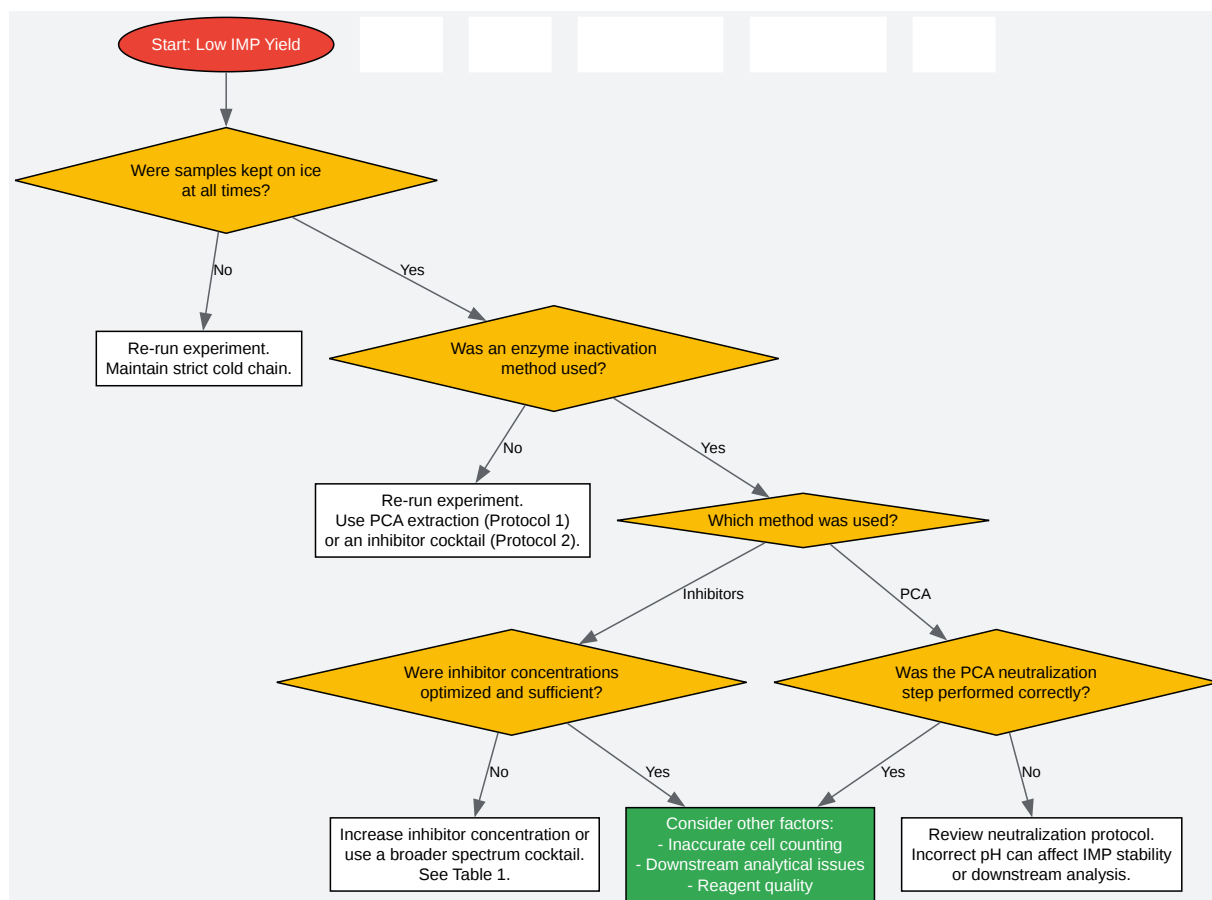 Start: Low IMP Yield
Were samples kept on ice
at all times?
No
Yes
Re-run experiment.
Maintain strict cold chain.
Was an enzyme inactivation
method used?
No
Yes
Re-run experiment.
Use PCA extraction (Protocol 1)
or an inhibitor cocktail (Protocol 2).
Which method was used?
Inhibitors
PCA
Were inhibitor concentrations
optimized and sufficient?
Was the PCA neutralization
step performed correctly?
No
Yes
Yes
No
Increase inhibitor concentration or
use a broader spectrum cocktail.
See Table 1.
Consider other factors:
- Inaccurate cell counting
- Downstream analytical issues
- Reagent quality
Review neutralization protocol.
Incorrect pH can affect IMP stability
or downstream analysis.